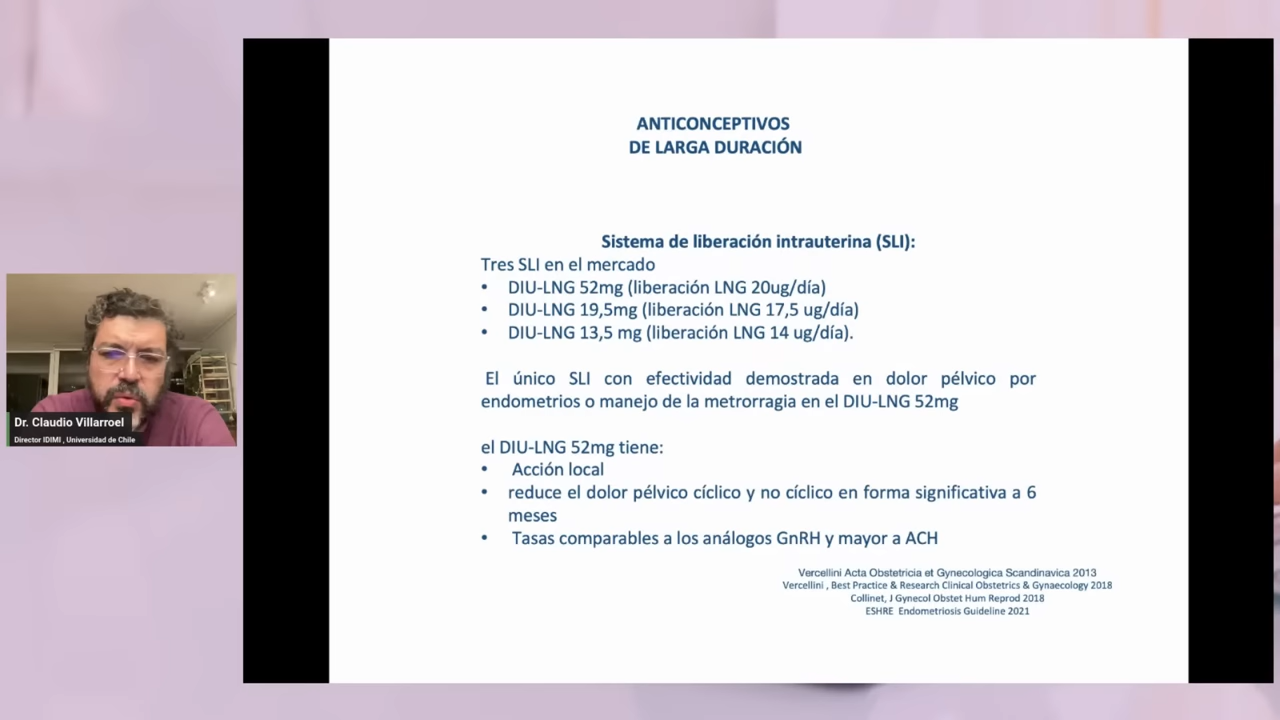 ANTICONCEPTIVOS
DE LARGA DURACIÓN
Sistema de liberación intrauterina (SLI):
Tres SLI en el mercado
• DIU-LNG 52mg (liberación LNG 20ug/día)
• DIU-LNG 19,5mg (liberación LNG 17,5 ug/día)
• DIU-LNG 13,5 mg (liberación LNG 14 ug/día).
El único SLI con efectividad demostrada en dolor pélvico por
endometrios o manejo de la metrorragia en el DIU-LNG 52mg
el DIU-LNG 52mg tiene:
• Acción local
• reduce el dolor pélvico cíclico y no cíclico en forma significativa a 6
meses
• Tasas comparables a los análogos GnRH y mayor a ACH
Vercellini Acta Obstetricia et Gynecologica Scandinavica 2013
Vercellini , Best Practice & Research Clinical Obstetrics & Gynaecology 2018
Collinet, J Gynecol Obstet Hum Reprod 2018
ESHRE Endometriosis Guideline 2021
Dr. Claudio Villarroel
Director IDIMI , Universidad de Chile